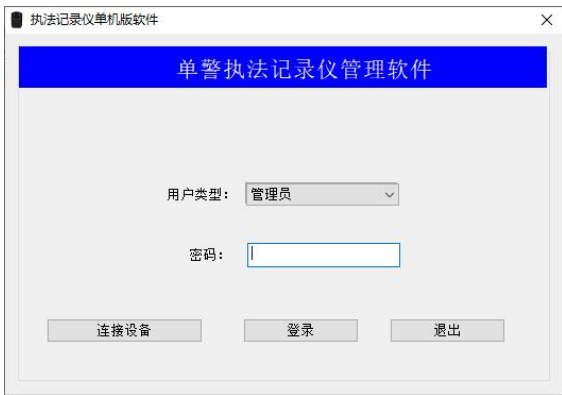 执法记录仪单机版软件
单警执法记录仪管理软件
用户类型: 管理员
密码:
连接设备 登录 退出